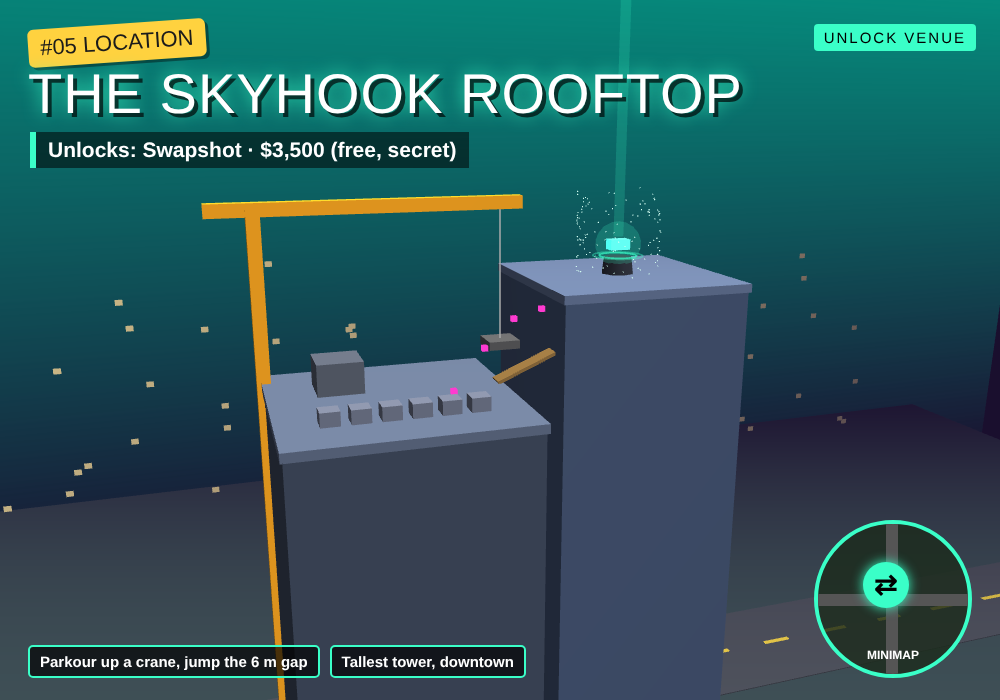 #05 LOCATION
UNLOCK VENUE
THE SKYHOOK ROOFTOP
Unlocks: Swapshot · $3,500 (free, secret)
Parkour up a crane, jump the 6 m gap
Tallest tower, downtown
MINIMAP